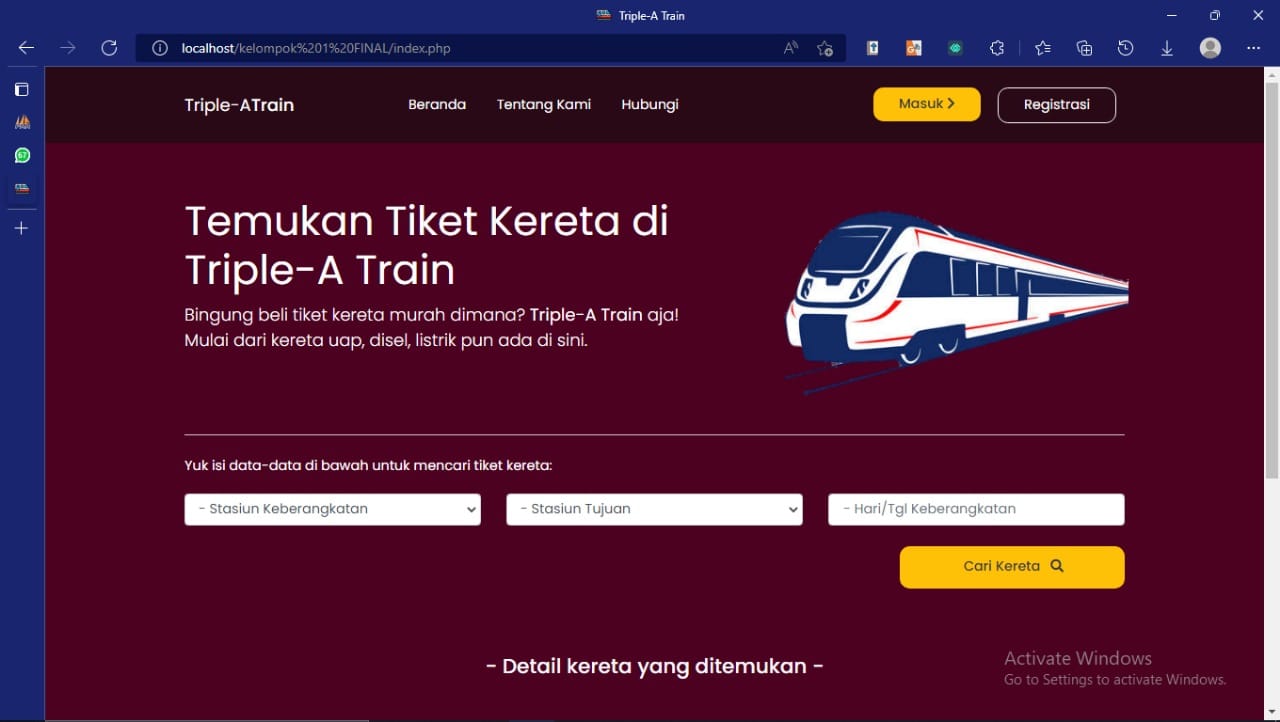 Triple-A Train
localhost/kelompok%201%20FINAL/index.php
67
Triple-ATrain
Beranda
Tentang Kami
Hubungi
Masuk
Registrasi
Temukan Tiket Kereta di
Triple-A Train
Bingung beli tiket kereta murah dimana? Triple-A Train aja!
Mulai dari kereta uap, disel, listrik pun ada di sini.
Yuk isi data-data di bawah untuk mencari tiket kereta:
- Stasiun Keberangkatan
- Stasiun Tujuan
- Hari/Tgl Keberangkatan
Cari Kereta
- Detail kereta yang ditemukan -
Activate Windows
Go to Settings to activate Windows.